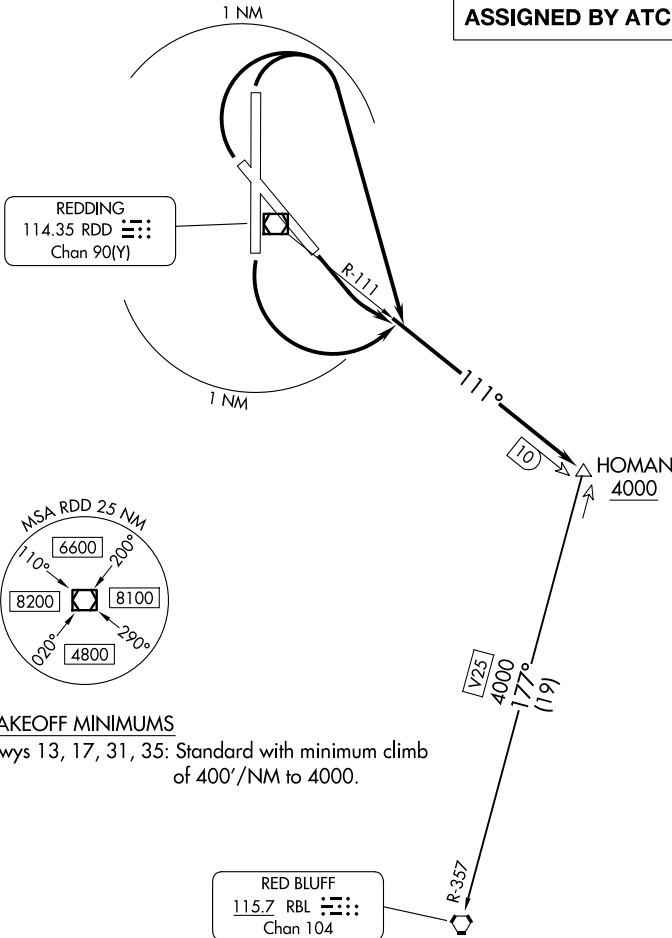 1 NM
ASSIGNED BY ATC
REDDING
114.35 RDD
Chan 90(Y)
R-111
1 NM
111°
10
HOMAN
4000
MSA RDD 25 NM
6600
110°
200°
8200
8100
020°
290°
4800
V25
4000
177°
(19)
AKEOFF MINIMUMS
wys 13, 17, 31, 35: Standard with minimum climb
of 400'/NM to 4000.
R-357
RED BLUFF
115.7 RBL
Chan 104